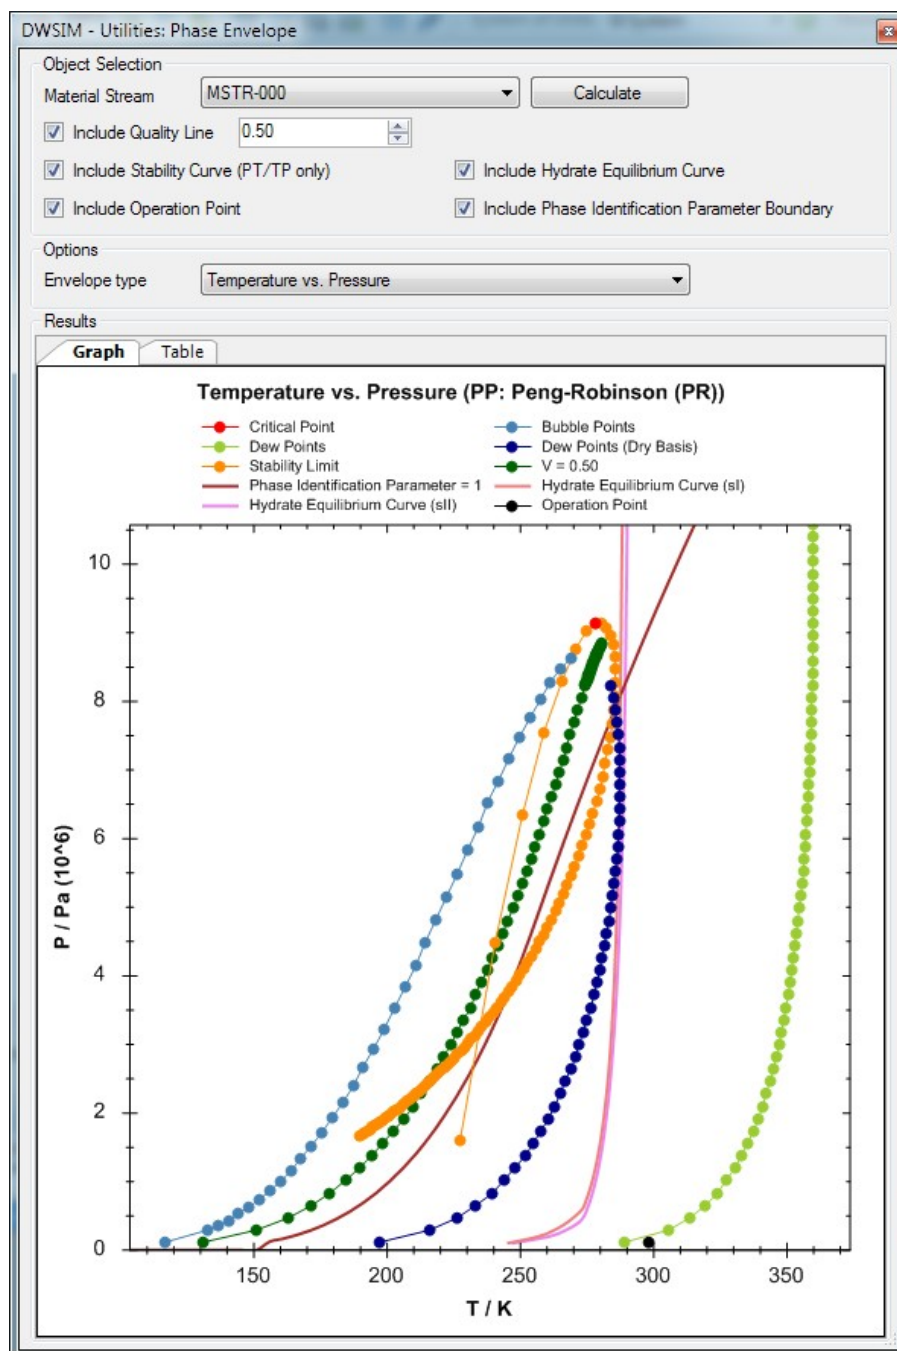 DWSIM - Utilities: Phase Envelope
Object Selection
Material Stream MSTR-000 Calculate
Include Quality Line 0.50
Include Stability Curve (PT/TP only) Include Hydrate Equilibrium Curve
Include Operation Point Include Phase Identification Parameter Boundary
Options
Envelope type Temperature vs. Pressure
Results
Graph Table
Temperature vs. Pressure (PP: Peng-Robinson (PR))
Critical Point Bubble Points
Dew Points Dew Points (Dry Basis)
Stability Limit V = 0.50
Phase Identification Parameter = 1 Hydrate Equilibrium Curve (sI)
Hydrate Equilibrium Curve (sII) Operation Point
10
8
6
4
2
0
P / Pa (10^6)
150 200 250 300 350
T / K